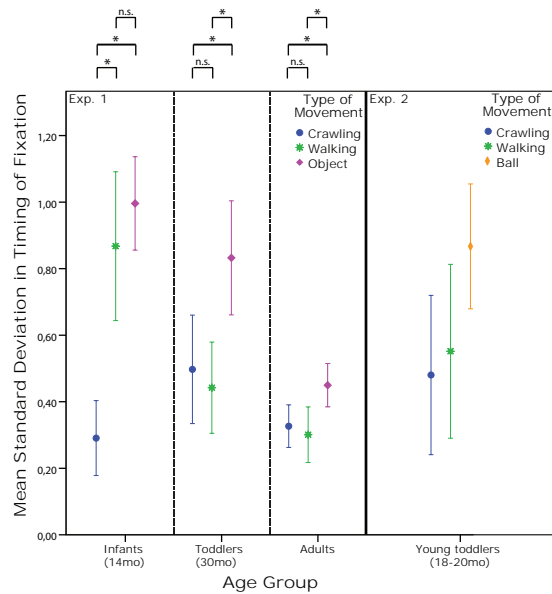 n.s.
*
*
*
*
n.s.
*
*
n.s.
Exp. 1
Type of
Movement
Crawling
Walking
Object
Exp. 2
Type of
Movement
Crawling
Walking
Ball
Mean Standard Deviation in Timing of Fixation
1,20
1,00
0,80
0,60
0,40
0,20
0,00
Infants
(14mo)
Toddlers
(30mo)
Adults
Young toddlers
(18-20mo)
Age Group